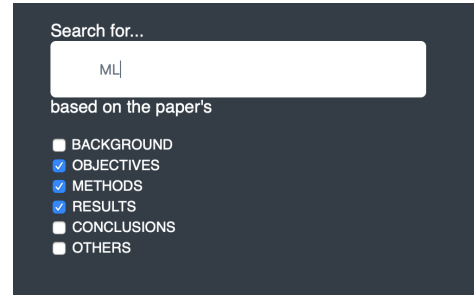 Search for...
ML
based on the paper's
BACKGROUND
OBJECTIVES
METHODS
RESULTS
CONCLUSIONS
OTHERS